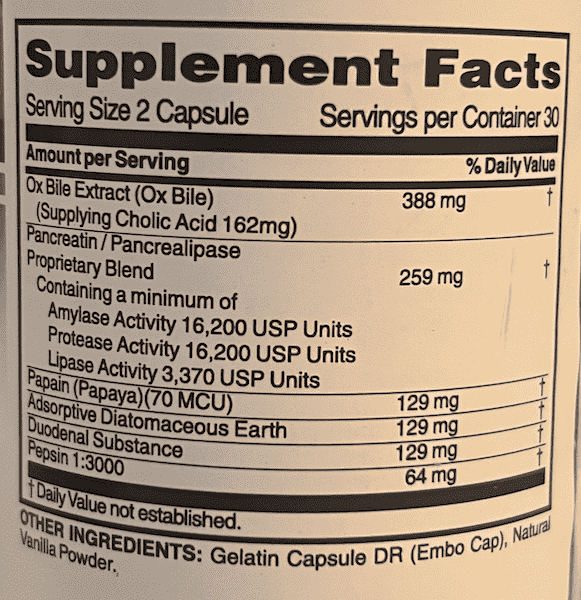 Supplement Facts
Serving Size 2 Capsule Servings per Container 30
Amount per Serving % Daily Value
Ox Bile Extract (Ox Bile) 388 mg †
(Supplying Cholic Acid 162mg)
Pancreatin / Pancrealipase
Proprietary Blend 259 mg †
Containing a minimum of
Amylase Activity 16,200 USP Units
Protease Activity 16,200 USP Units
Lipase Activity 3,370 USP Units
Papain (Papaya)(70 MCU) 129 mg †
Adsorptive Diatomaceous Earth 129 mg †
Duodenal Substance 129 mg †
Pepsin 1:3000 64 mg †
† Daily Value not established.
OTHER INGREDIENTS: Gelatin Capsule DR (Embo Cap), Natural
Vanilla Powder.